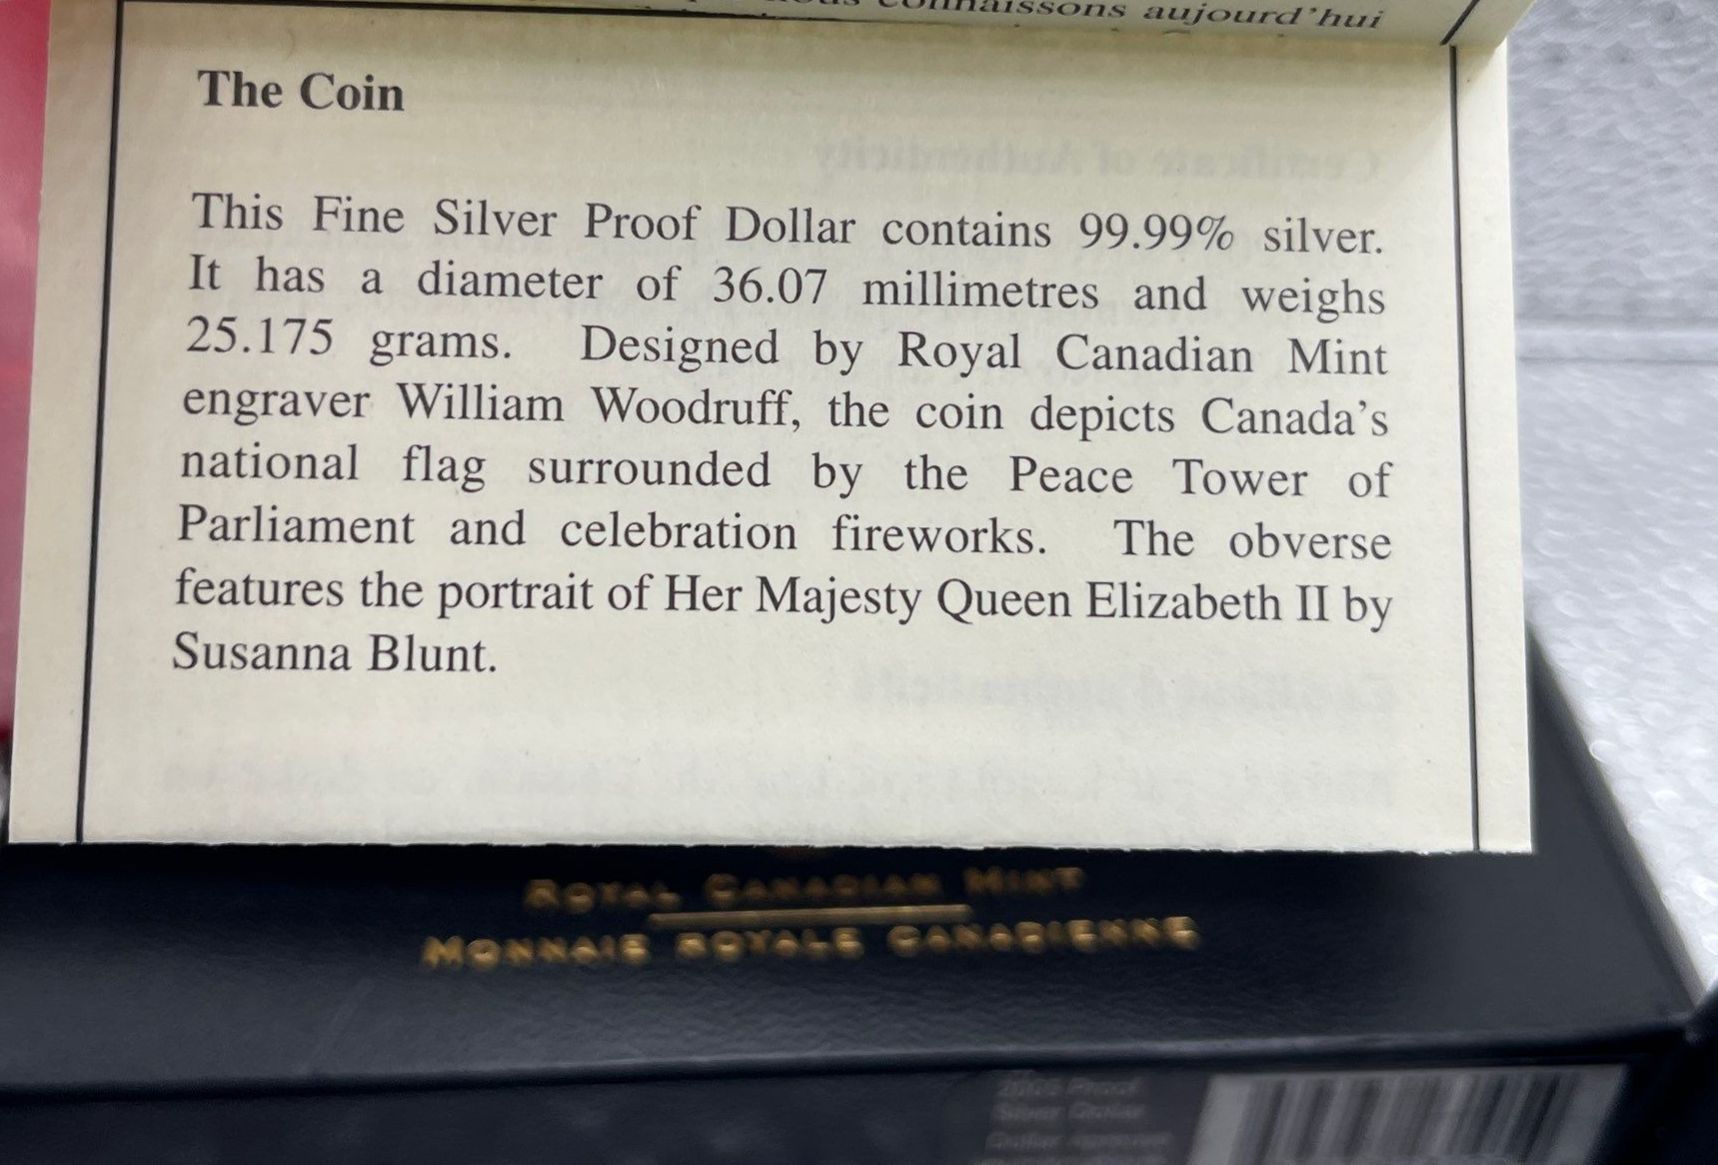 connaissons aujourd'hui
The Coin
This Fine Silver Proof Dollar contains 99.99% silver.
It has a diameter of 36.07 millimetres and weighs
25.175 grams. Designed by Royal Canadian Mint
engraver William Woodruff, the coin depicts Canada's
national flag surrounded by the Peace Tower of
Parliament and celebration fireworks. The obverse
features the portrait of Her Majesty Queen Elizabeth II by
Susanna Blunt.
ROYAL CANADIAN MINT
MONNAIE ROYALE CANADIENNE
Proof
Silver Dollar